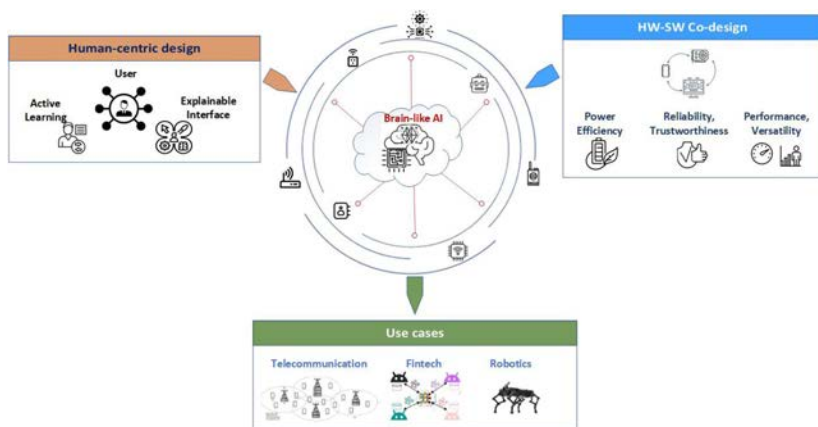 Human-centric design
User
Active
Learning
Explainable
Interface
Brain-like AI
HW-SW Co-design
Power
Efficiency
Reliability,
Trustworthiness
Performance,
Versatility
Use cases
Telecommunication
Fintech
Robotics